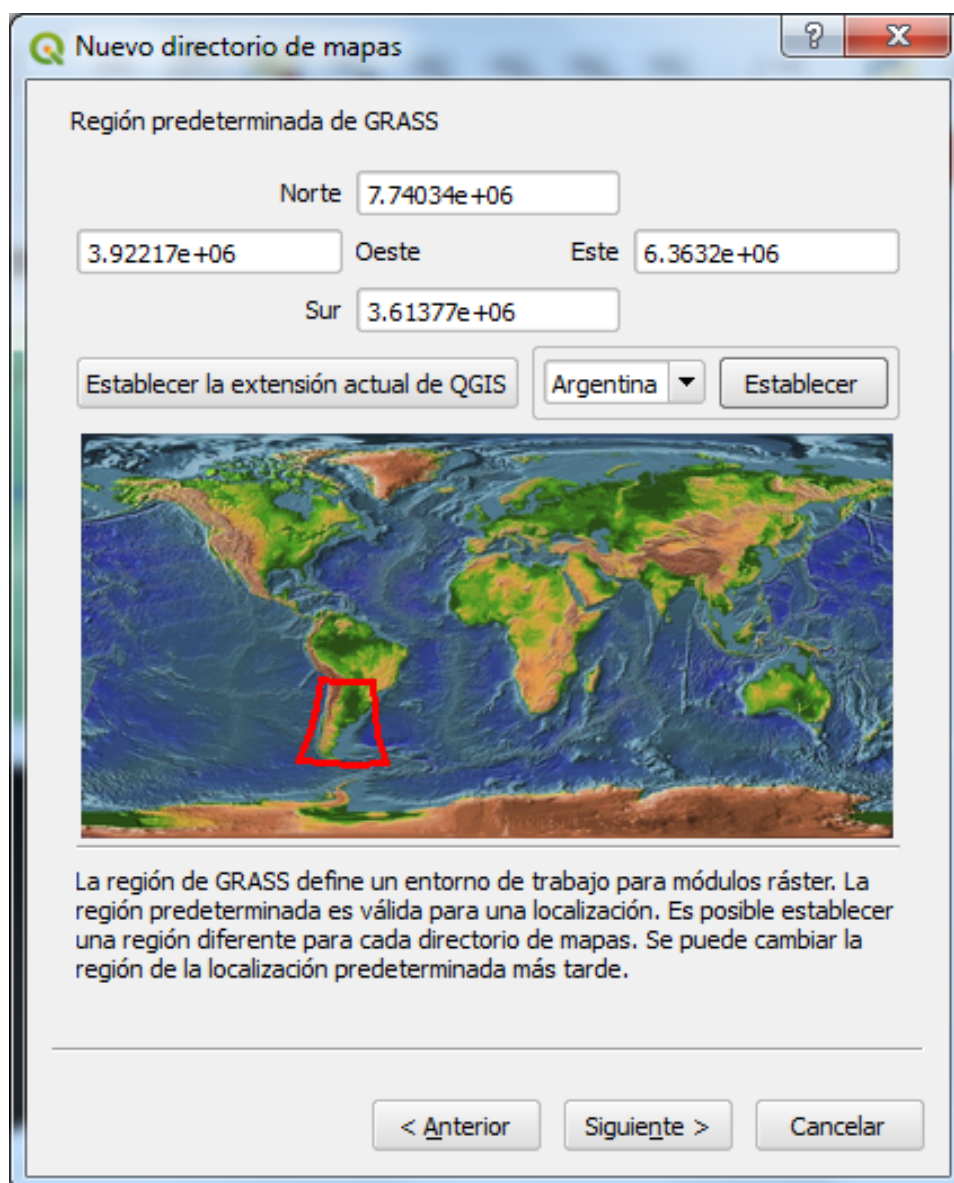 Nuevo directorio de mapas
Región predeterminada de GRASS
Norte 7.74034e+06
3.92217e+06 Oeste Este 6.3632e+06
Sur 3.61377e+06
Establecer la extensión actual de QGIS Argentina Establecer
La región de GRASS define un entorno de trabajo para módulos ráster. La
región predeterminada es válida para una localización. Es posible establecer
una región diferente para cada directorio de mapas. Se puede cambiar la
región de la localización predeterminada más tarde.
< Anterior Siguiente > Cancelar